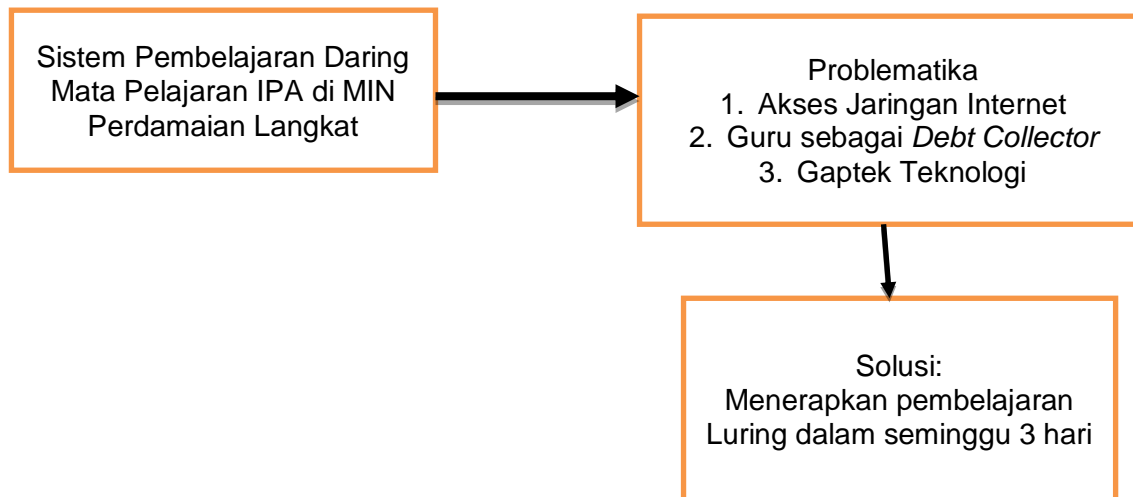 Sistem Pembelajaran Daring
Mata Pelajaran IPA di MIN
Perdamaian Langkat
Problematika
1. Akses Jaringan Internet
2. Guru sebagai Debt Collector
3. Gaptek Teknologi
Solusi:
Menerapkan pembelajaran
Luring dalam seminggu 3 hari